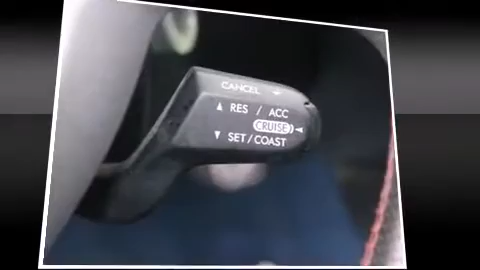 CANCEL
▲ RES / ACC
CRUISE ◄
▼ SET/COAST